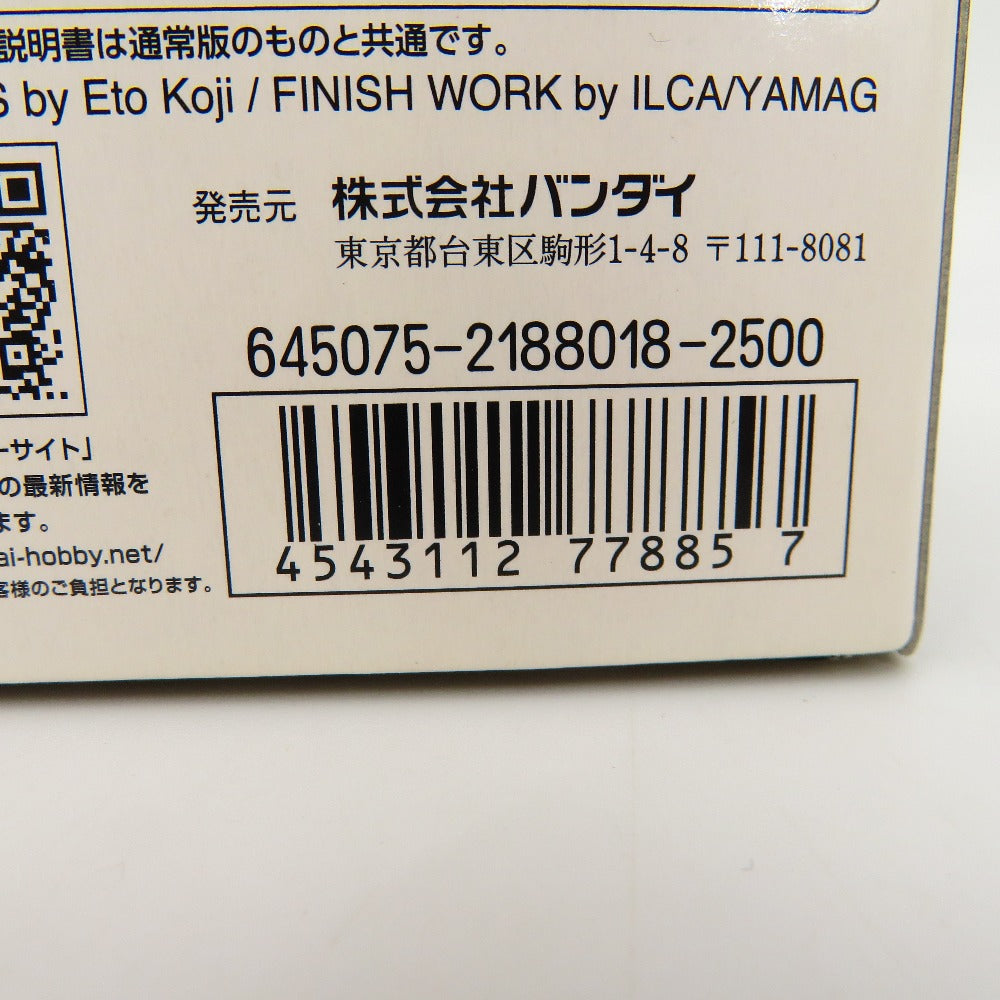 説明書は通常版のものと共通です。
S by Eto Koji / FINISH WORK by ILCA/YAMAG
発売元 株式会社バンダイ
東京都台東区駒形1-4-8 〒111-8081
645075-2188018-2500
ーサイト」
の最新情報を
ます。
ai-hobby.net/
客様のご負担となります。
4543112 77885 7